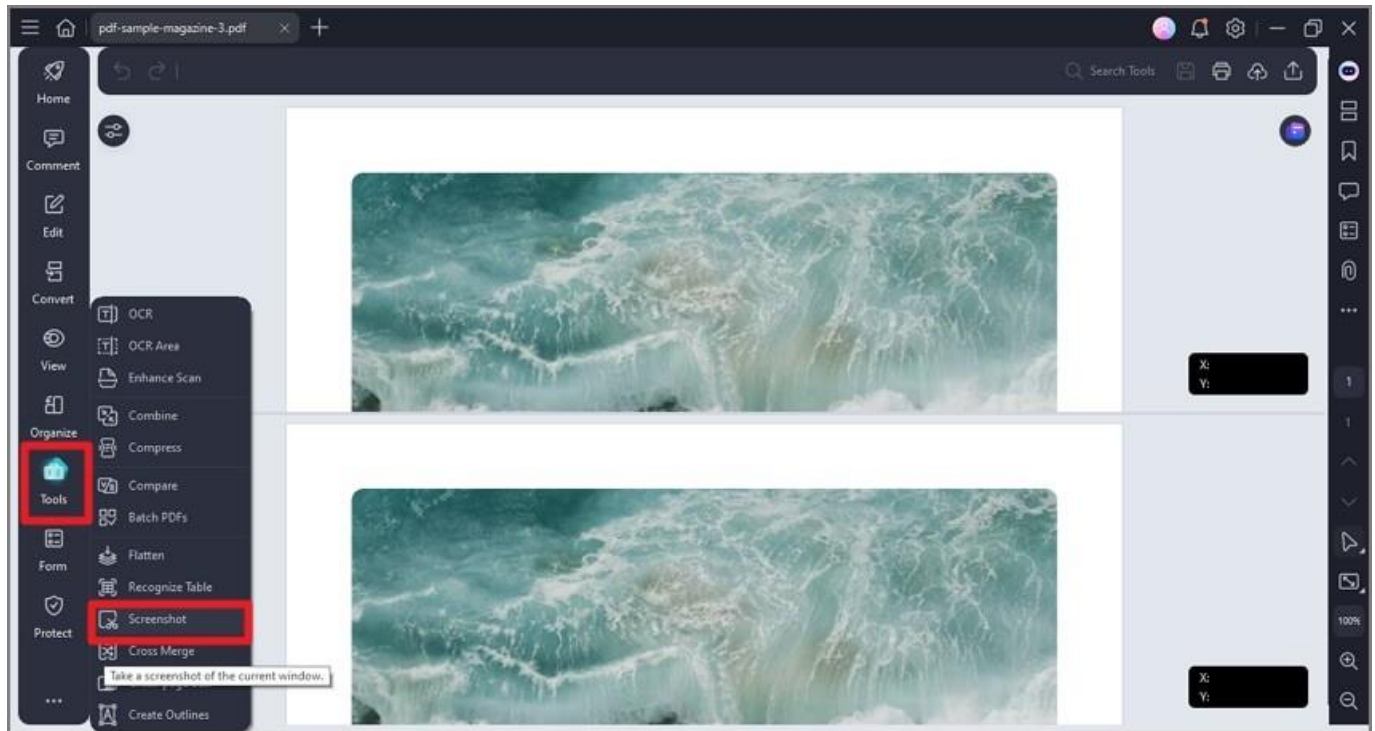 pdf-sample-magazine-3.pdf
Search Tools
Home
Comment
Edit
Convert
View
Organize
Tools
Form
Protect
OCR
OCR Area
Enhance Scan
Combine
Compress
Compare
Batch PDFs
Flatten
Recognize Table
Screenshot
Cross Merge
Take a screenshot of the current window.
Create Outlines
X:
Y:
X:
Y:
1
1
100%